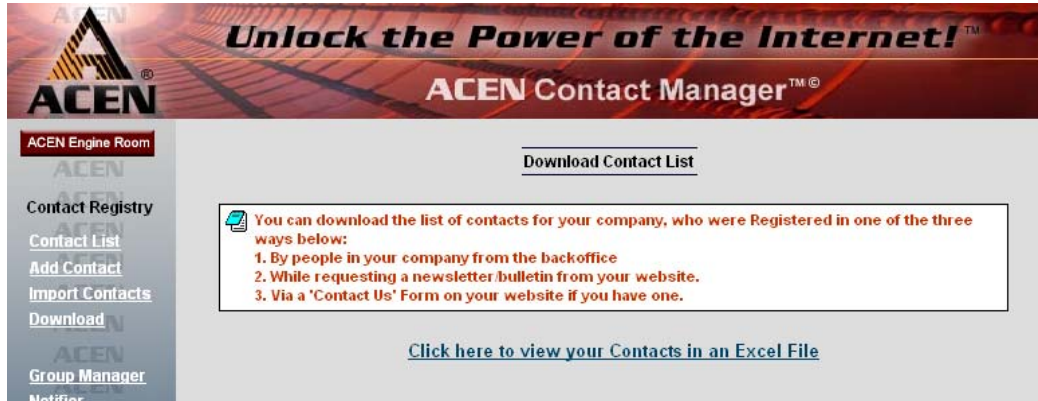 Unlock the Power of the Internet!™
ACEN®
ACEN Contact Manager™©
ACEN Engine Room
Contact Registry
Contact List
Add Contact
Import Contacts
Download
Group Manager
Notifier
Download Contact List
You can download the list of contacts for your company, who were Registered in one of the three
ways below:
1. By people in your company from the backoffice
2. While requesting a newsletter/bulletin from your website.
3. Via a 'Contact Us' Form on your website if you have one.
Click here to view your Contacts in an Excel File